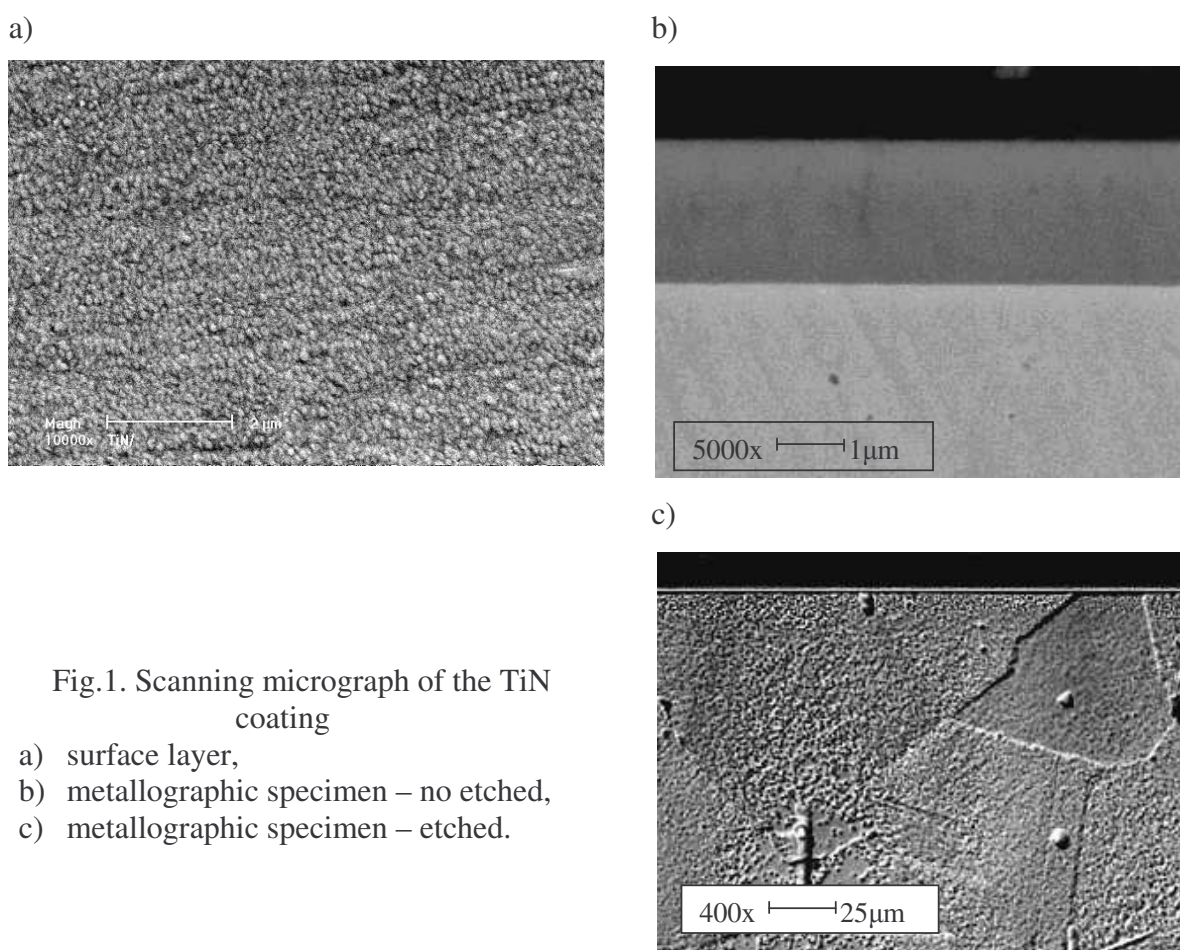 a)
b)
Magn
10000x TiN/
2 µm
5000x 1µm
c)
Fig.1. Scanning micrograph of the TiN
coating
a) surface layer,
b) metallographic specimen – no etched,
c) metallographic specimen – etched.
400x 25µm